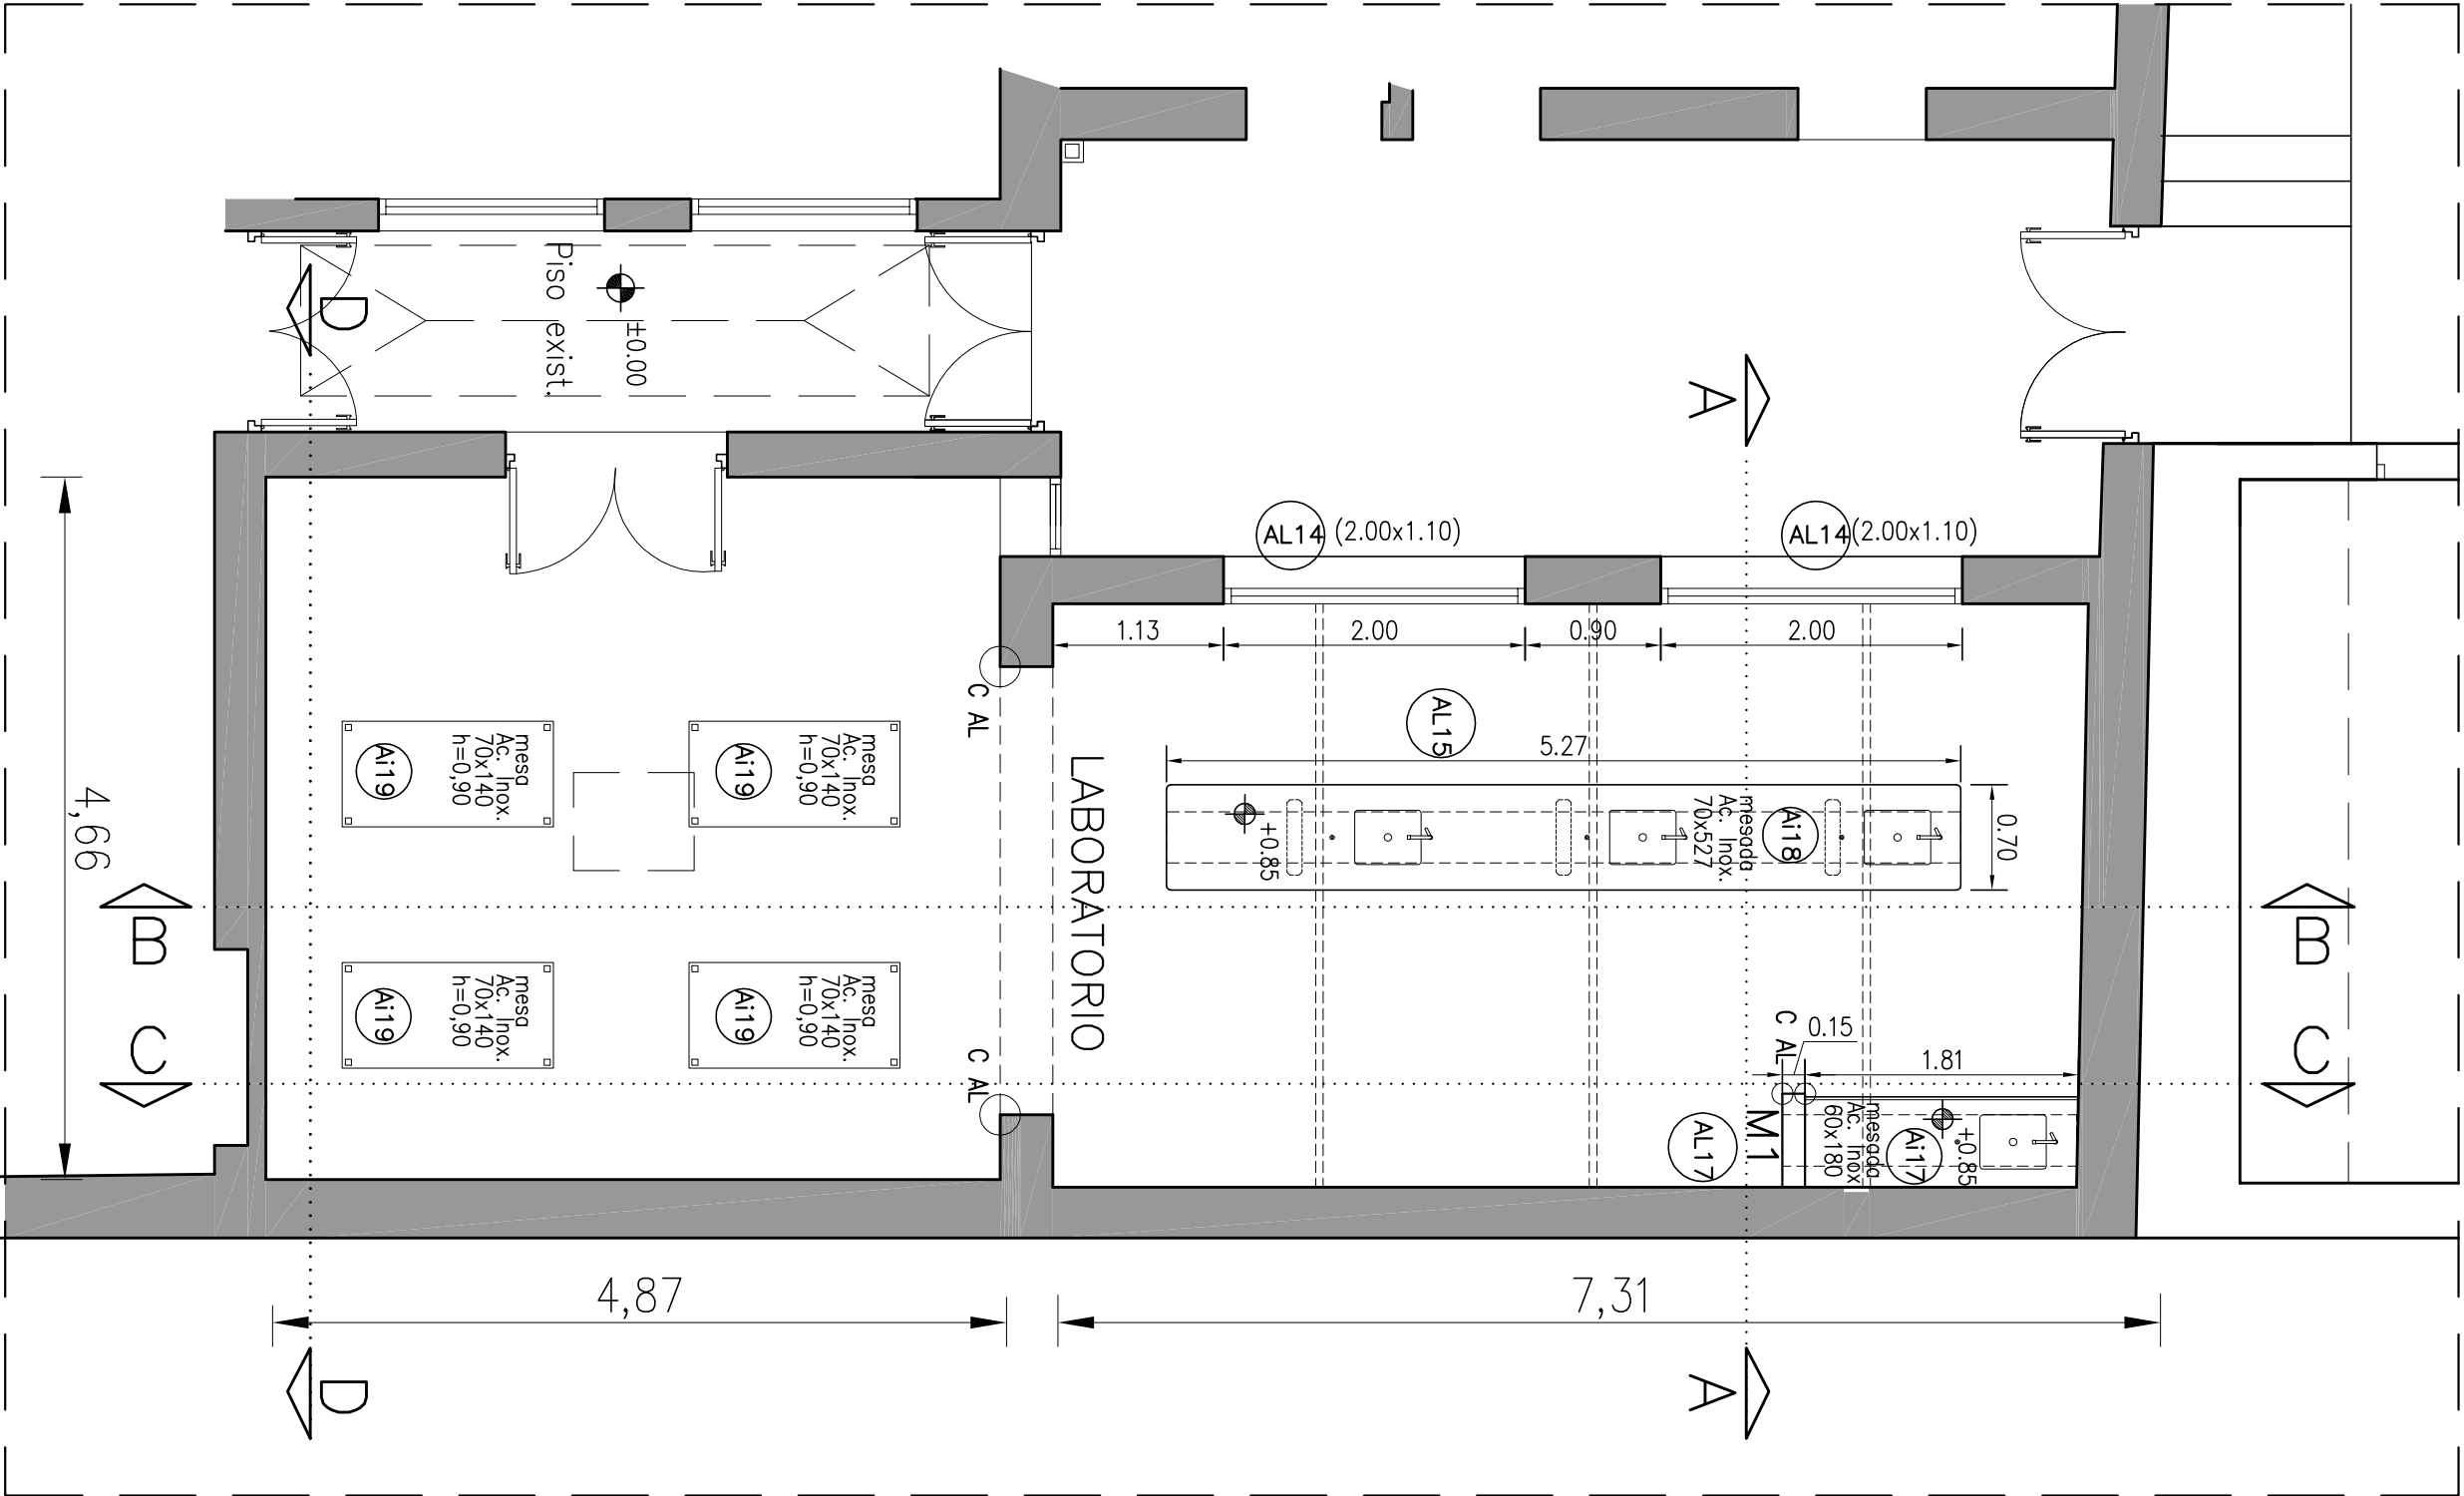 D
Piso exist.
±0.00
A
AL14
(2.00x1.10)
AL14
(2.00x1.10)
1.13
2.00
0.90
2.00
C AL
AL15
5.27
0.70
mesa
Ac. Inox.
70x140
h=0,90
Ai19
mesa
Ac. Inox.
70x140
h=0,90
Ai19
LABORATORIO
+0.85
mesada
Ac. Inox.
70x527
Ai18
4,66
B
B
mesa
Ac. Inox.
70x140
h=0,90
Ai19
mesa
Ac. Inox.
70x140
h=0,90
Ai19
C
C AL
C AL
0.15
1.81
C
AL17
M1
mesada
Ac. Inox
60x180
Ai17
+0.85
4,87
7,31
D
A